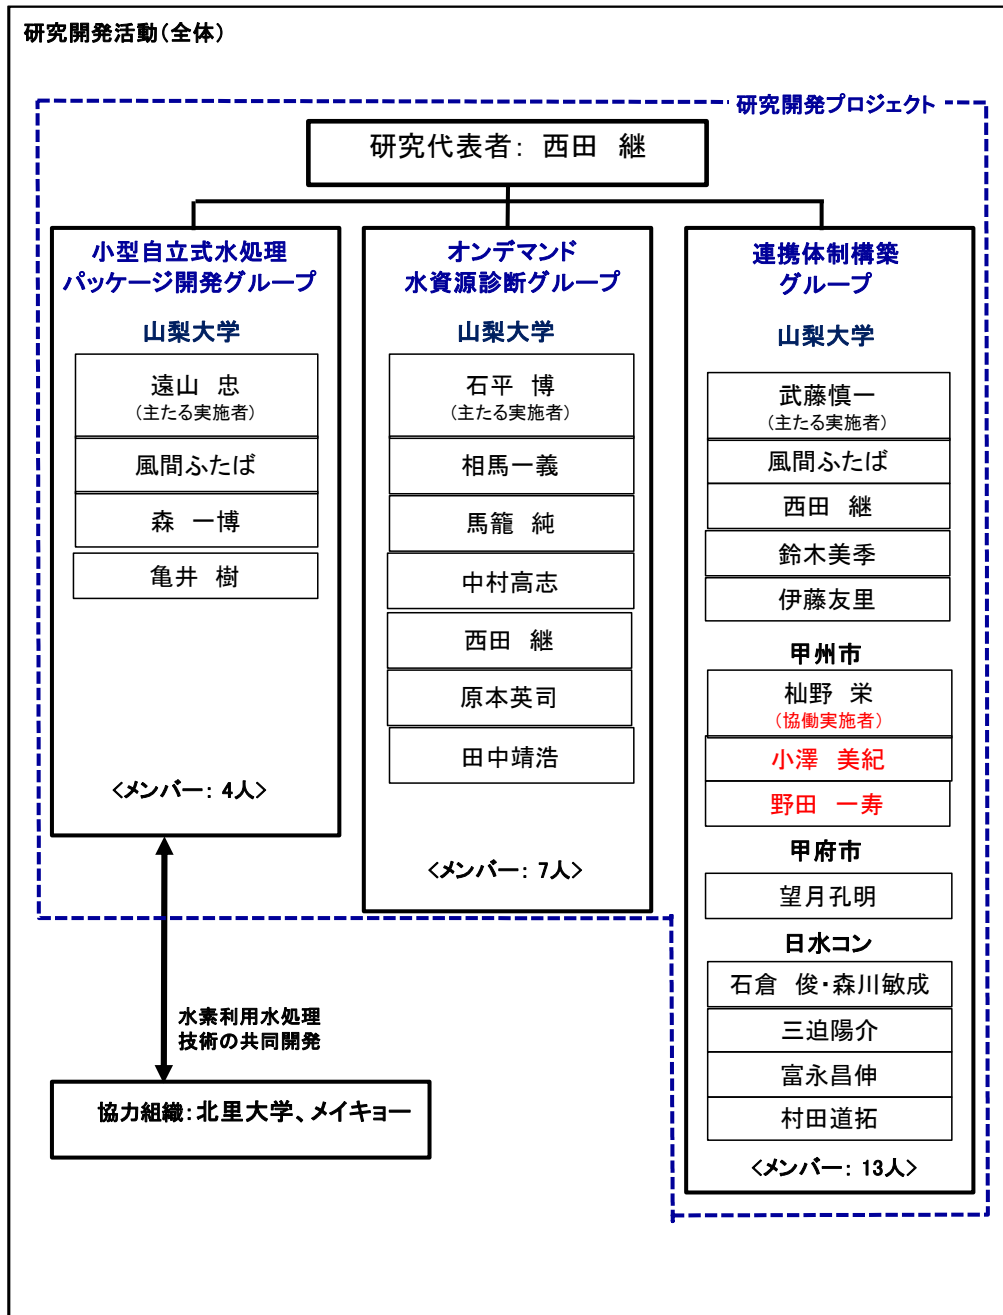 研究開発活動（全体）
研究開発プロジェクト
研究代表者： 西田　継
小型自立式水処理
パッケージ開発グループ
山梨大学
遠山　忠
（主たる実施者）
風間ふたば
森　一博
亀井　樹
＜メンバー： 4人＞
オンデマンド
水資源診断グループ
山梨大学
石平　博
（主たる実施者）
相馬一義
馬籠　純
中村高志
西田　継
原本英司
田中靖浩
＜メンバー： 7人＞
連携体制構築
グループ
山梨大学
武藤慎一
（主たる実施者）
風間ふたば
西田　継
鈴木美季
伊藤友里
甲州市
杣野　栄
（協働実施者）
小澤　美紀
野田　一寿
甲府市
望月孔明
日水コン
石倉　俊・森川敏成
三迫陽介
富永昌伸
村田道拓
＜メンバー： 13人＞
水素利用水処理
技術の共同開発
協力組織：北里大学、メイキョー